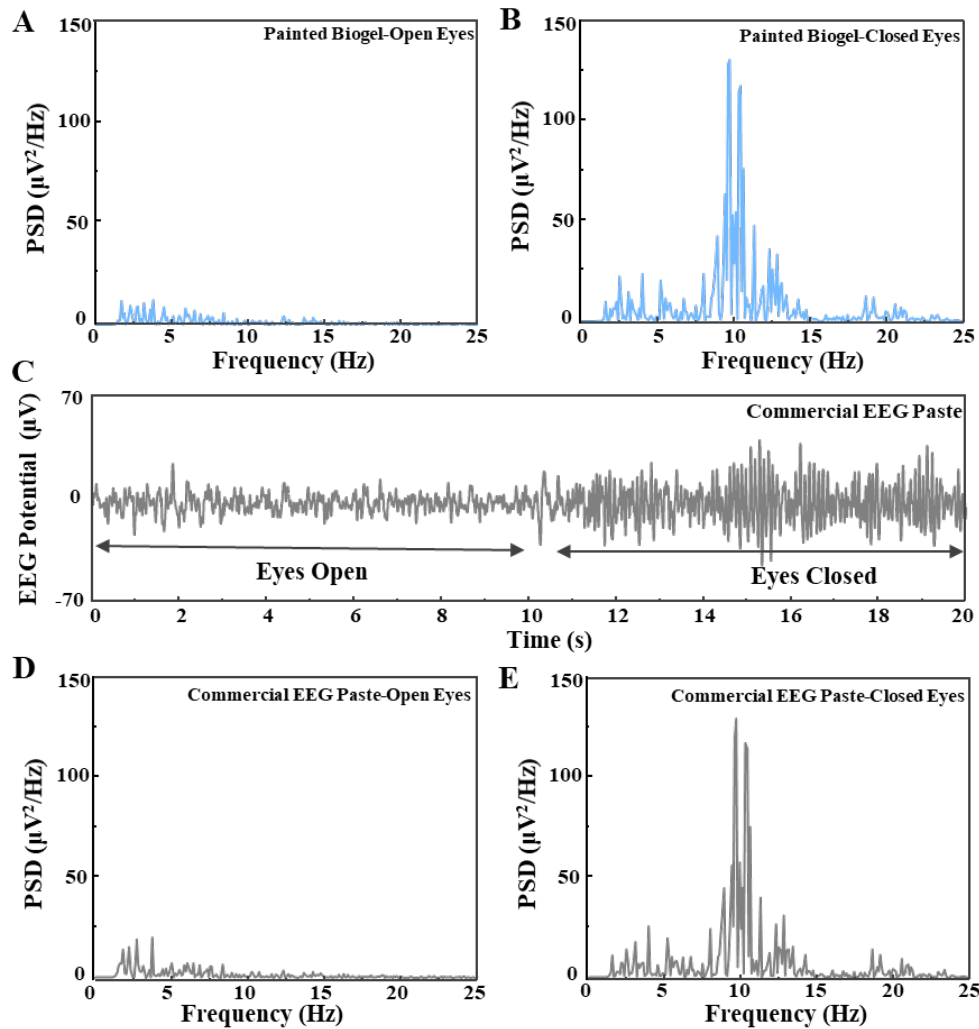 A
150
100
50
0
PSD (µV²/Hz)
Painted Biogel-Open Eyes
0 5 10 15 20 25
Frequency (Hz)
B
150
100
50
0
PSD (µV²/Hz)
Painted Biogel-Closed Eyes
0 5 10 15 20 25
Frequency (Hz)
C
70
0
-70
EEG Potential (µV)
Commercial EEG Paste
Eyes Open
Eyes Closed
0 2 4 6 8 10 12 14 16 18 20
Time (s)
D
150
100
50
0
PSD (µV²/Hz)
Commercial EEG Paste-Open Eyes
0 5 10 15 20 25
Frequency (Hz)
E
150
100
50
0
PSD (µV²/Hz)
Commercial EEG Paste-Closed Eyes
0 5 10 15 20 25
Frequency (Hz)